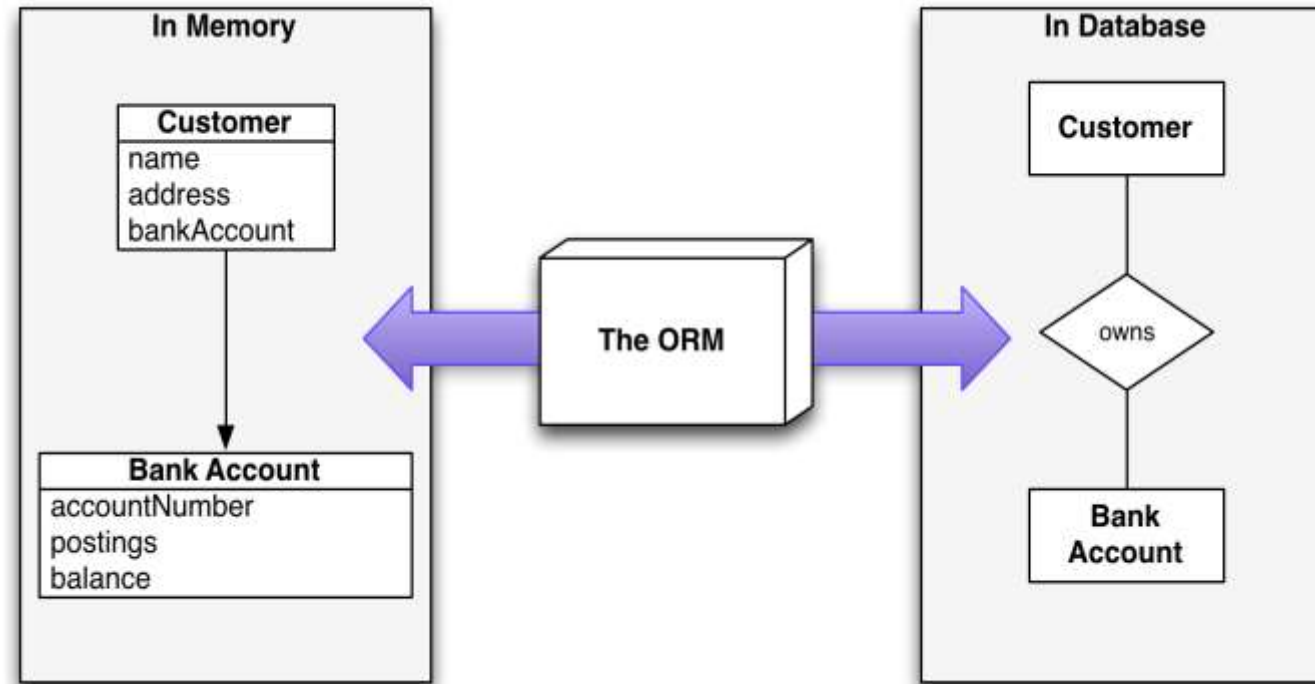 In Memory
Customer
name
address
bankAccount
Bank Account
accountNumber
postings
balance
The ORM
In Database
Customer
owns
Bank
Account